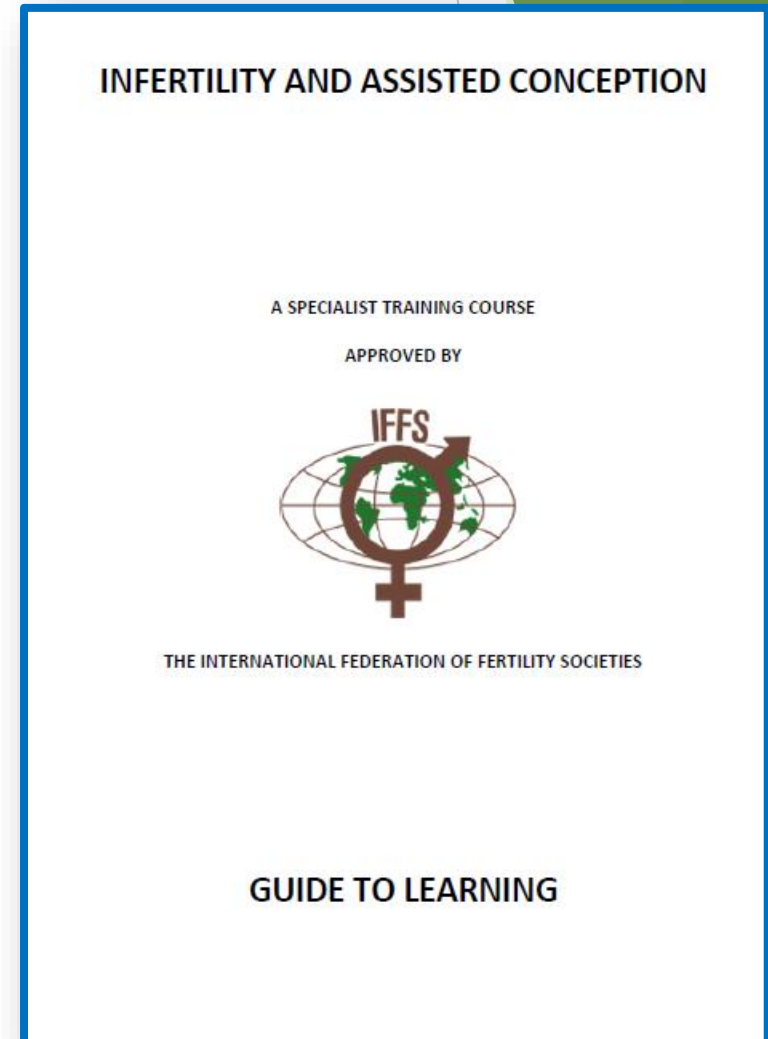 INFERTILITY AND ASSISTED CONCEPTION
A SPECIALIST TRAINING COURSE
APPROVED BY
IFFS
THE INTERNATIONAL FEDERATION OF FERTILITY SOCIETIES
GUIDE TO LEARNING